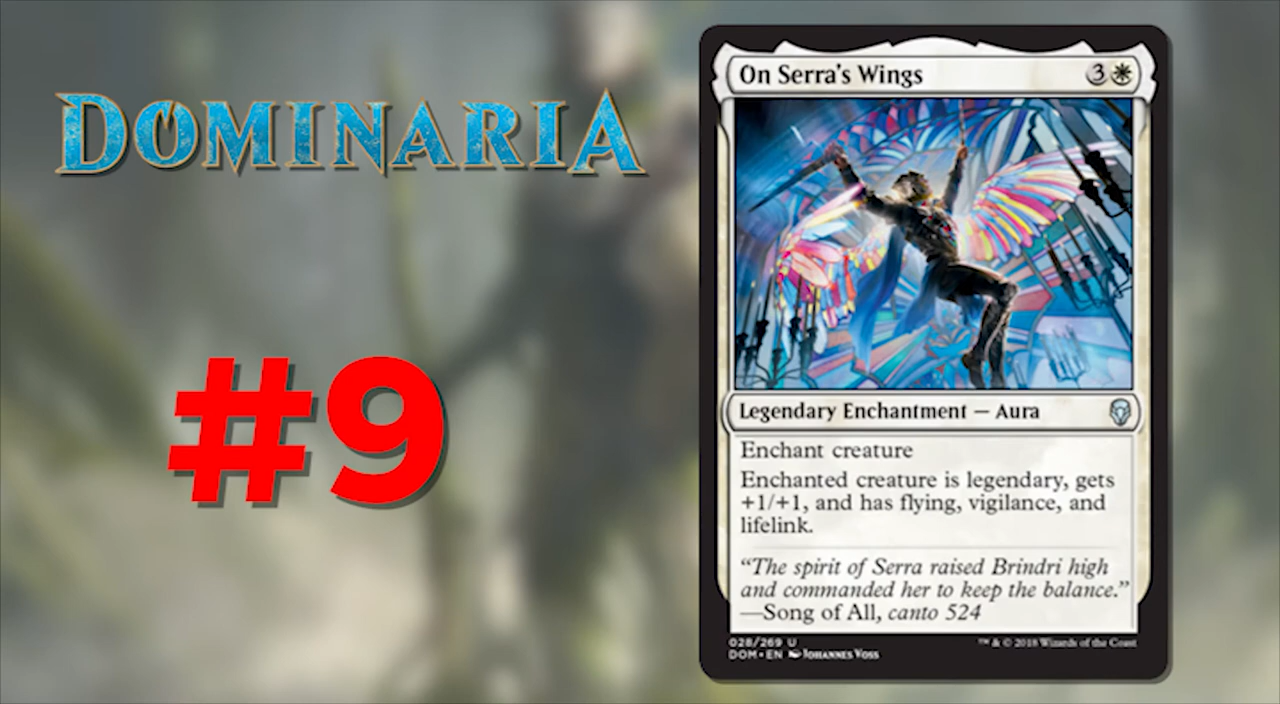 DOMINARIA
#9
On Serra's Wings
3
Legendary Enchantment — Aura
Enchant creature
Enchanted creature is legendary, gets
+1/+1, and has flying, vigilance, and
lifelink.
“The spirit of Serra raised Brindri high
and commanded her to keep the balance.”
—Song of All, canto 524
028/269 U
DOM • EN Johannes Voss
™ & © 2018 Wizards of the Coast